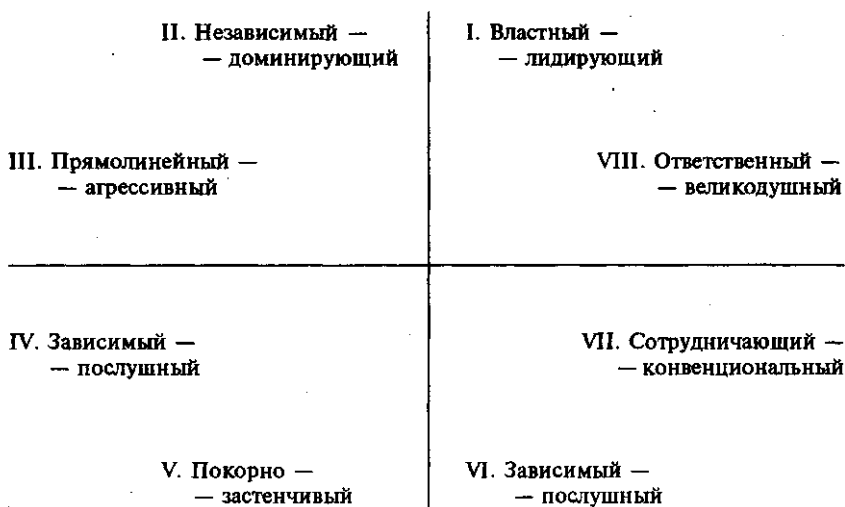 II. Независимый —
— доминирующий
I. Властный —
— лидирующий
III. Прямолинейный —
— агрессивный
VIII. Ответственный —
— великодушный
IV. Зависимый —
— послушный
VII. Сотрудничающий —
— конвенциональный
V. Покорно —
— застенчивый
VI. Зависимый —
— послушный